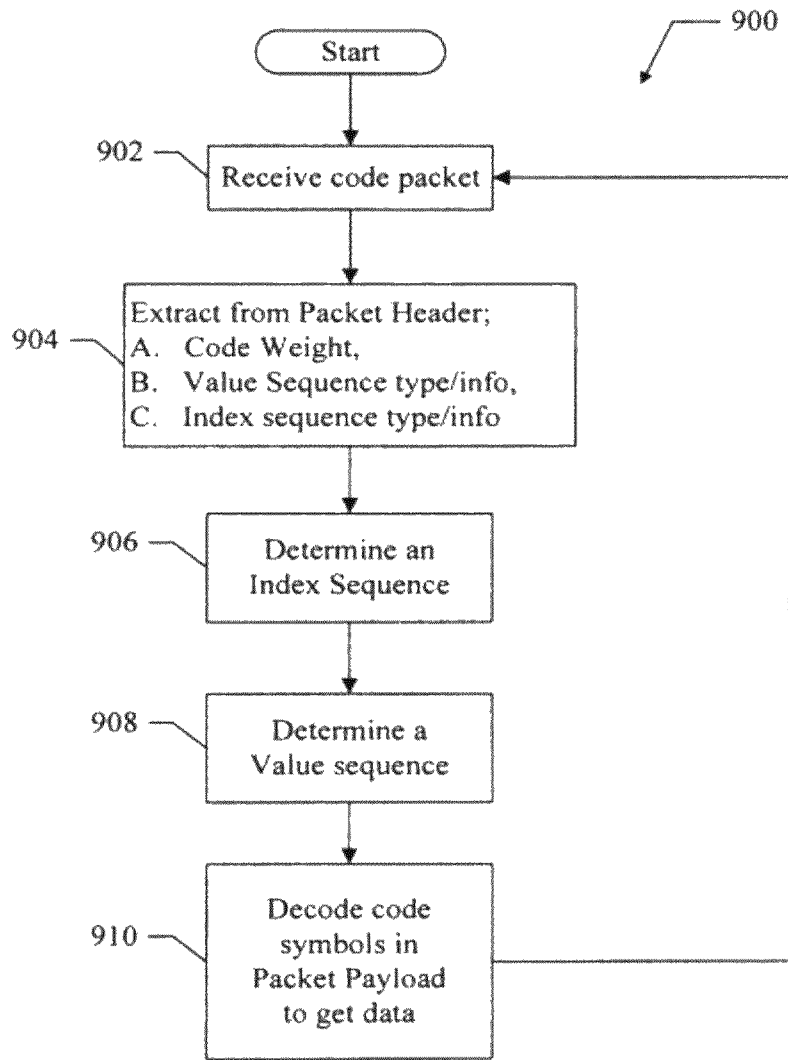 900
Start
902
Receive code packet
904
Extract from Packet Header;
A. Code Weight,
B. Value Sequence type/info,
C. Index sequence type/info
906
Determine an
Index Sequence
908
Determine a
Value sequence
910
Decode code
symbols in
Packet Payload
to get data